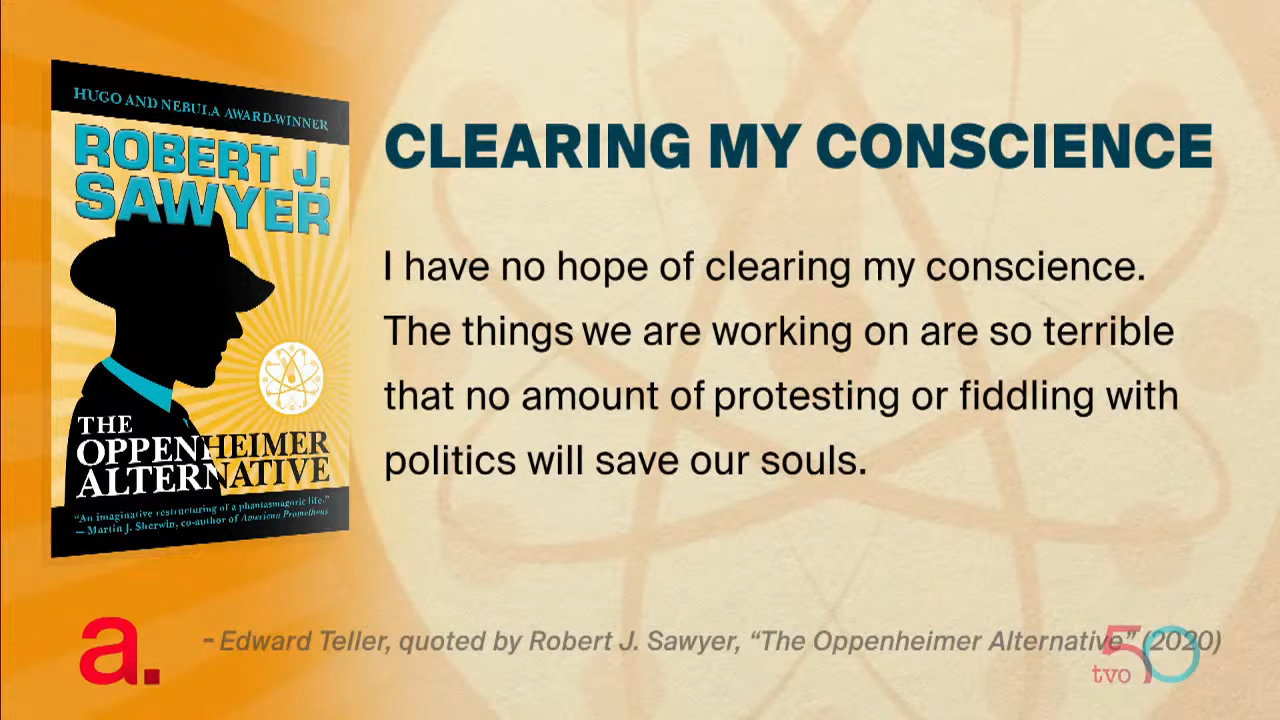 HUGO AND NEBULA AWARD-WINNER
ROBERT J.
SAWYER
THE
OPPENHEIMER
ALTERNATIVE
"An imaginative restructuring of a phantasmagoric life."
— Martin J. Sherwin, co-author of American Prometheus
CLEARING MY CONSCIENCE
I have no hope of clearing my conscience.
The things we are working on are so terrible
that no amount of protesting or fiddling with
politics will save our souls.
– Edward Teller, quoted by Robert J. Sawyer, “The Oppenheimer Alternative” (2020)
a.
tvo 50